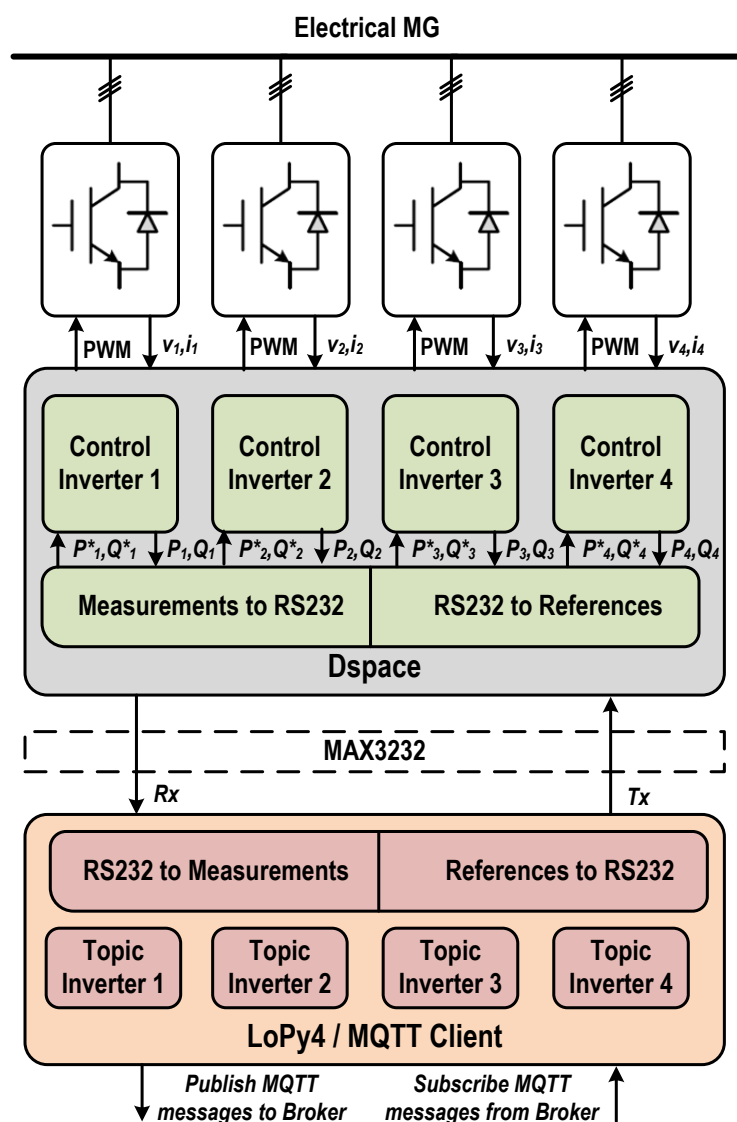 Electrical MG
PWM v1,i1 PWM v2,i2 PWM v3,i3 PWM v4,i4
Control Inverter 1
Control Inverter 2
Control Inverter 3
Control Inverter 4
P*1,Q*1 P1,Q1 P*2,Q*2 P2,Q2 P*3,Q*3 P3,Q3 P*4,Q*4 P4,Q4
Measurements to RS232 RS232 to References
Dspace
MAX3232
Rx Tx
RS232 to Measurements References to RS232
Topic Inverter 1
Topic Inverter 2
Topic Inverter 3
Topic Inverter 4
LoPy4 / MQTT Client
Publish MQTT
messages to Broker
Subscribe MQTT
messages from Broker